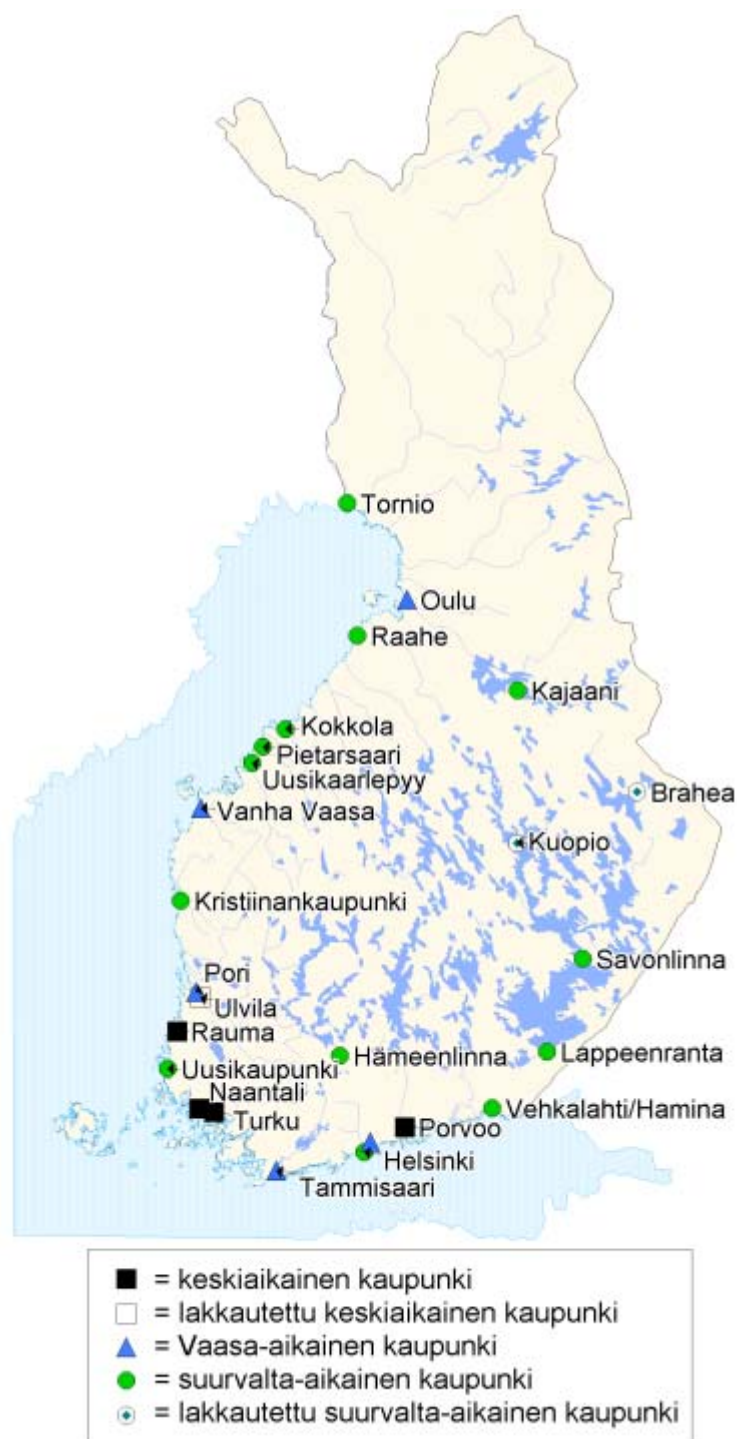 Tornio
Oulu
Raahe
Kajaani
Kokkola
Pietarsaari
Uusikaarlepyy
Brahea
Vanha Vaasa
Kuopio
Kristiinankaupunki
Savonlinna
Pori
Ulvila
Rauma
Hämeenlinna
Lappeenranta
Uusikaupunki
Naantali
Turku
Vehkalahti/Hamina
Porvoo
Helsinki
Tammisaari
= keskiaikainen kaupunki
= lakkautettu keskiaikainen kaupunki
= Vaasa-aikainen kaupunki
= suurvalta-aikainen kaupunki
= lakkautettu suurvalta-aikainen kaupunki